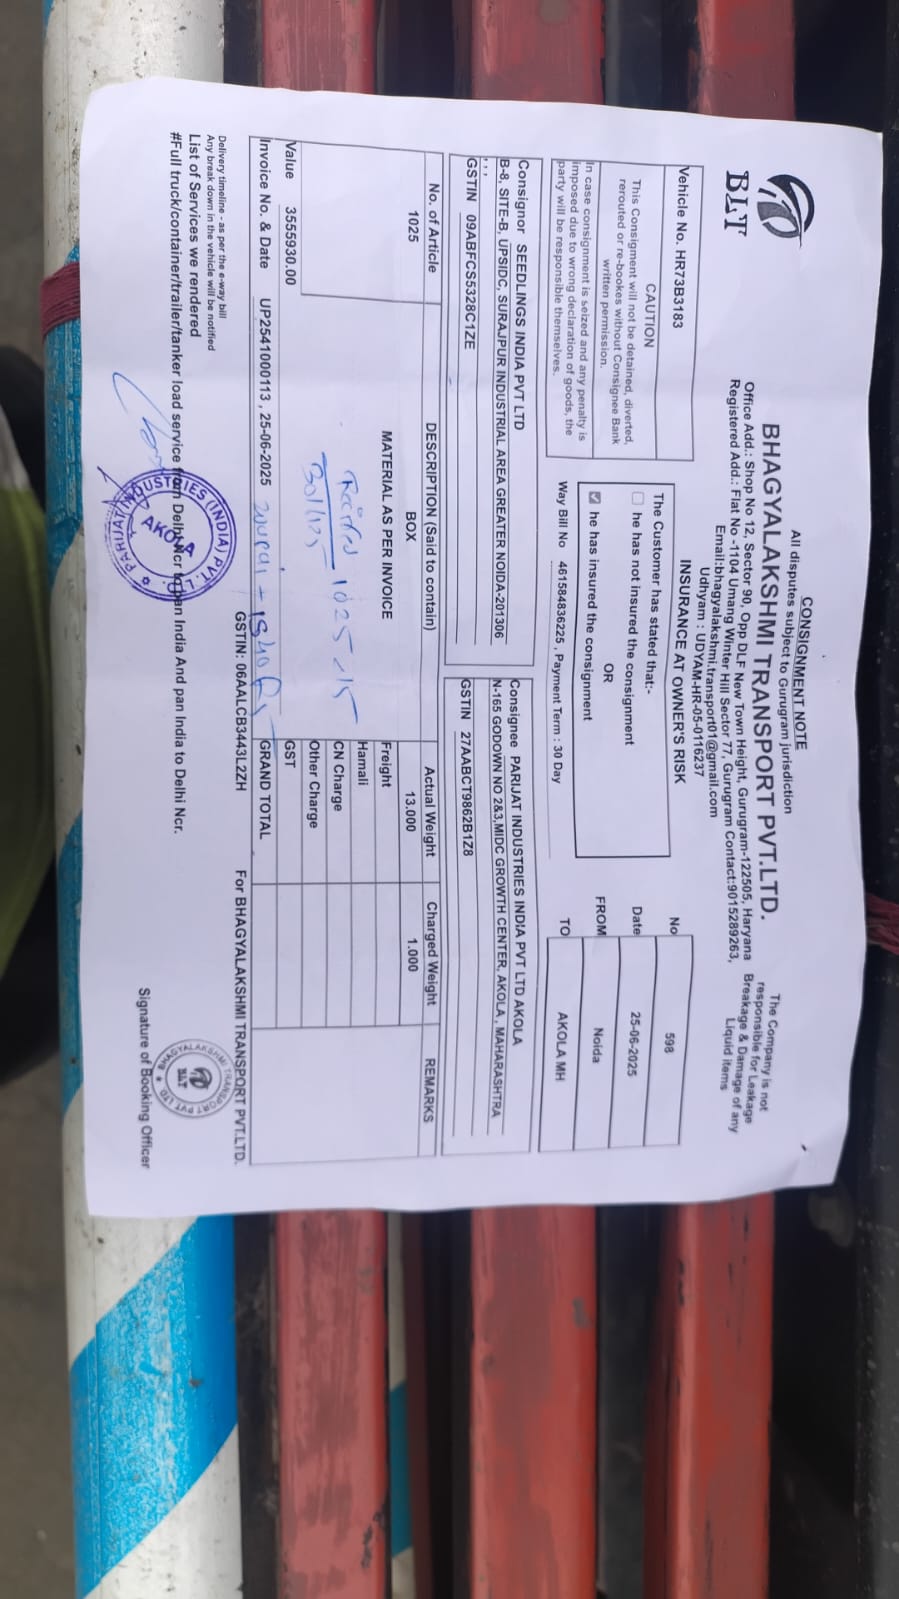 CONSIGNMENT NOTE
All disputes subject to Gurugram jurisdiction
BLT
BHAGYALAKSHMI TRANSPORT PVT.LTD.
Office Add.: Shop No 12, Sector 90, Opp DLF New Town Height, Gurugram-122505, Haryana
Registered Add.: Flat No -1104 Umang Winter Hill Sector 77, Gurugram Contact:9015289263,
Email:bhagyalakshmi.transport01@gmail.com
Udhyam : UDYAM-HR-05-0116237
The Company is not
responsible for Leakage
Breakage & Damage of any
Liquid items
Vehicle No. HR73B3183
CAUTION
This Consigment will not be detained, diverted,
rerouted or re-bookes without Consignee Bank
written permission.
In case consignment is seized and any penalty is
imposed due to wrong declaration of goods, the
party will be responsible themselves.
INSURANCE AT OWNER'S RISK
The Customer has stated that:-
he has not insured the consignment
OR
he has insured the consignment
Way Bill No 461584836225 , Payment Term : 30 Day
No 598
Date 25-06-2025
FROM Noida
TO AKOLA MH
Consignor SEEDLINGS INDIA PVT LTD
B-8, SITE-B, UPSIDC, SURAJPUR INDUSTRIAL AREA GREATER NOIDA-201306
, , ,
GSTIN 09ABFCS5328C1ZE
Consignee PARIJAT INDUSTRIES INDIA PVT LTD AKOLA
N-165 GODOWN NO 2&3,MIDC GROWTH CENTER, AKOLA , MAHARASHTRA
GSTIN 27AABCT9862B1Z8
No. of Article DESCRIPTION (Said to contain) Actual Weight Charged Weight REMARKS
1025 BOX 13.000 1.000
MATERIAL AS PER INVOICE
Freight
Hamali
CN Charge
Other Charge
GST
GRAND TOTAL
1025
Value 3555930.00
Invoice No. & Date UP2541000113 , 25-06-2025
GSTIN: 06AALCB3443L2ZH
For BHAGYALAKSHMI TRANSPORT PVT.LTD.
Delivery timeline - as per the e-way bill
Any break down in the vehicle will be notified
List of Services we rendered
#Full truck/container/trailer/tanker load service from Delhi Ncr to pan India And pan India to Delhi Ncr.
PARIJAT INDUSTRIES (INDIA) PVT. LTD.
AKOLA
BHAGYALAKSHMI TRANSPORT PVT LTD
BLT
Signature of Booking Officer